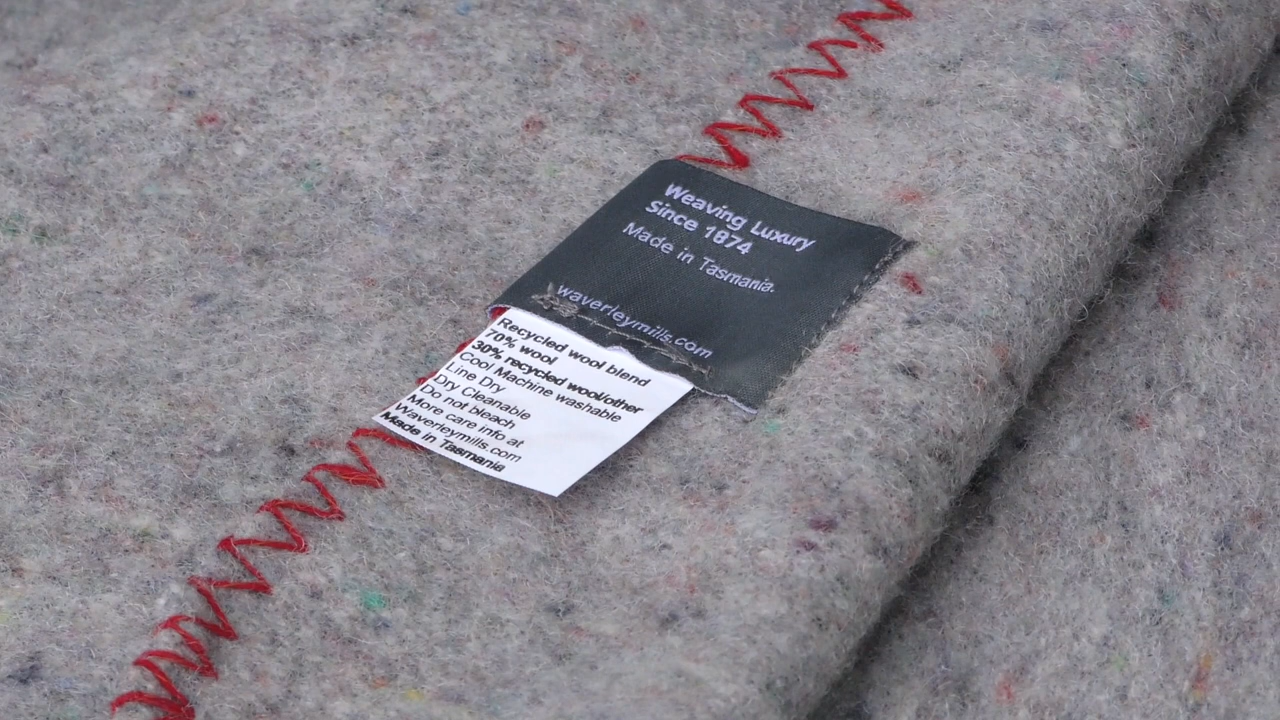 Weaving Luxury
Since 1874
Made in Tasmania.
waverleymills.com
Recycled wool blend
70% wool
30% recycled wool/other
Cool Machine washable
Line Dry
Dry Cleanable
Do not bleach
More care info at
Waverleymills.com
Made in Tasmania